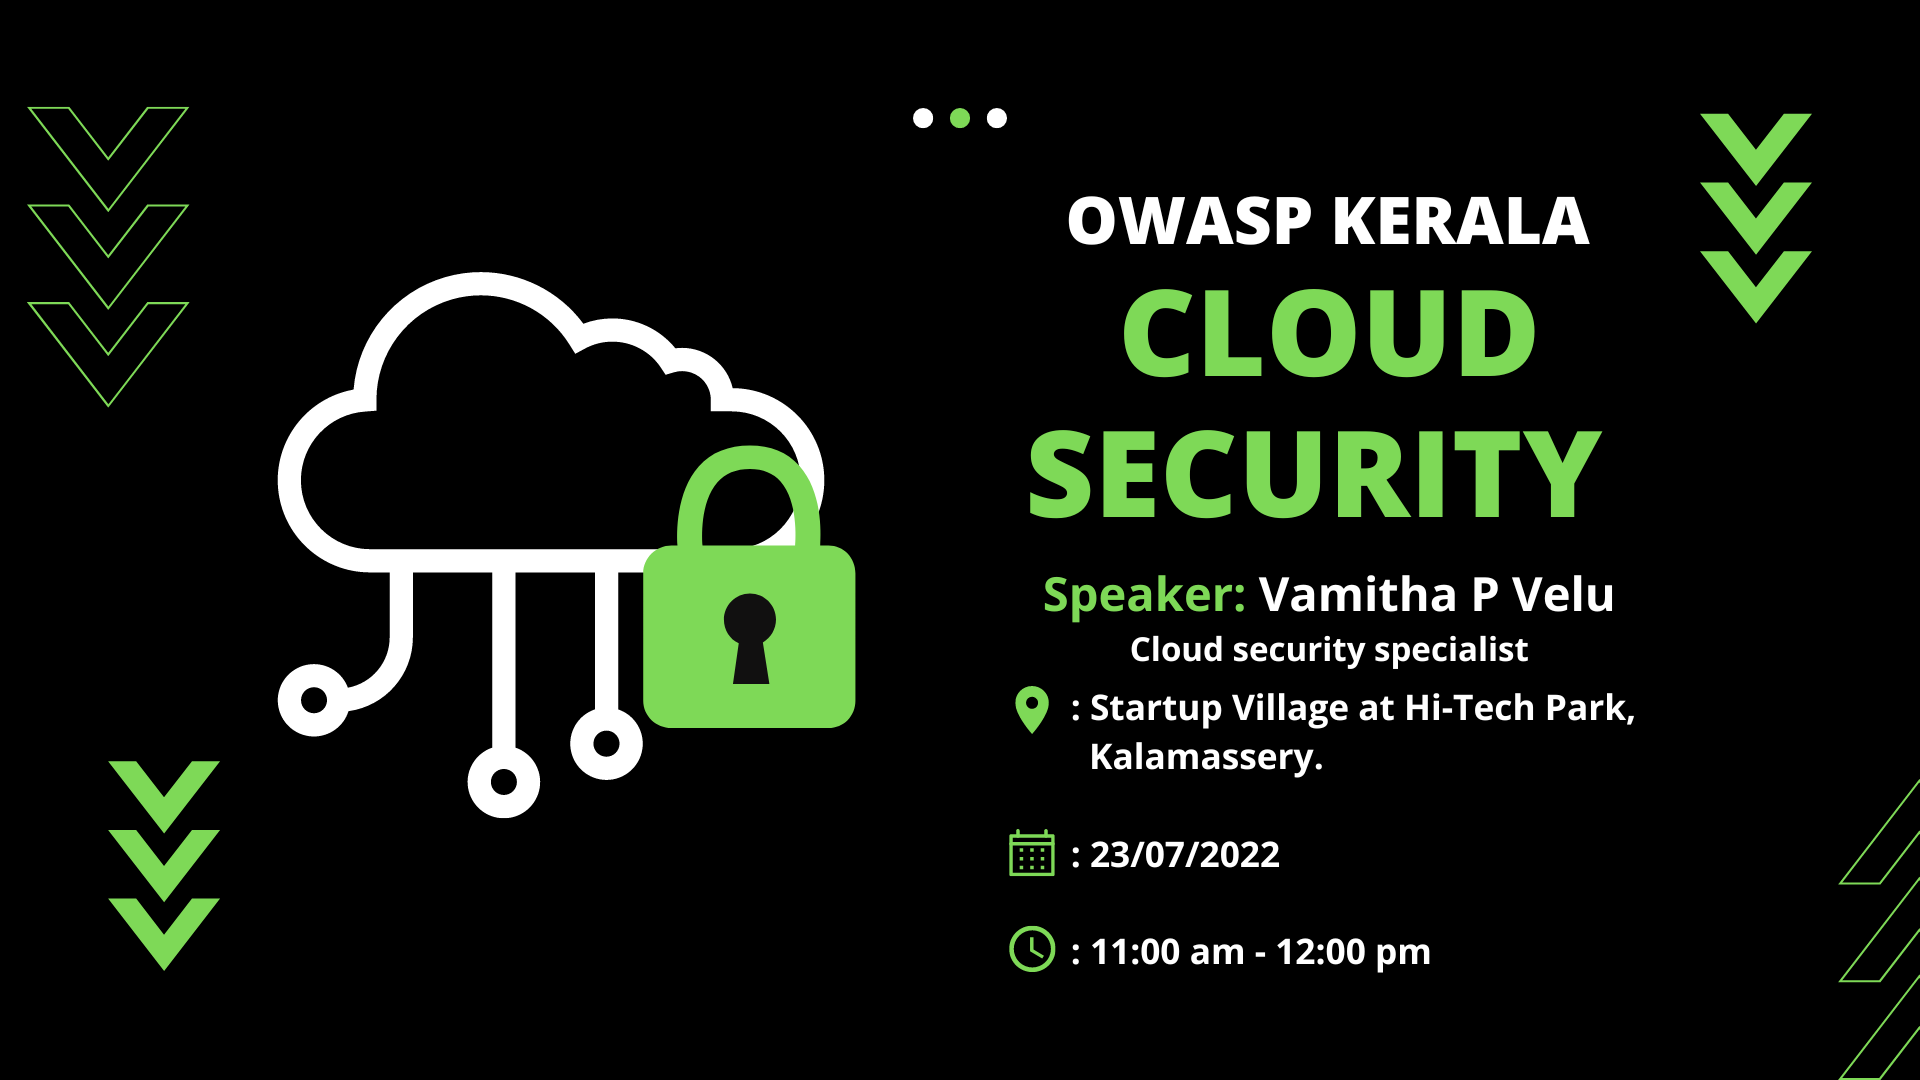 OWASP KERALA
CLOUD
SECURITY
Speaker: Vamitha P Velu
Cloud security specialist
: Startup Village at Hi-Tech Park,
Kalamassery.
: 23/07/2022
: 11:00 am - 12:00 pm